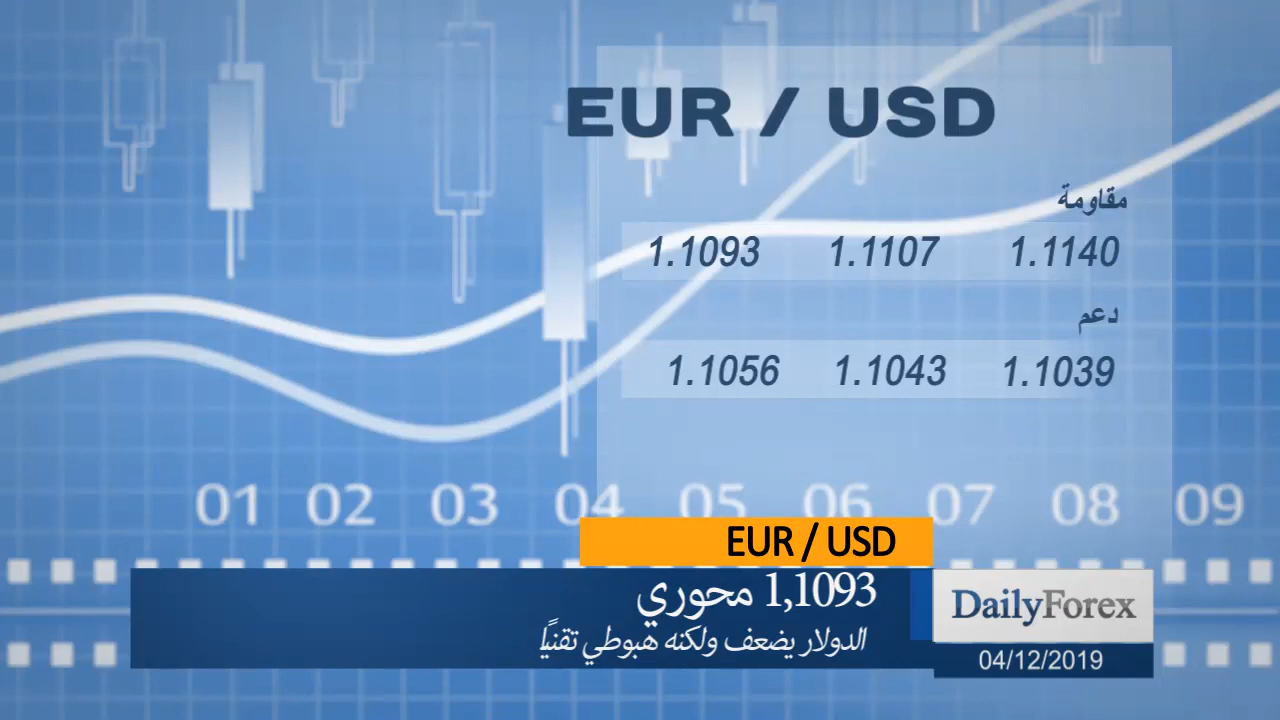 EUR / USD
مقاومة
1.1093 1.1107 1.1140
دعم
1.1056 1.1043 1.1039
01 02 03 04 05 06 07 08 09
EUR / USD
1,1093 محوري
الدولار يضعف ولكنه هبوطي تقنيًا
DailyForex
04/12/2019